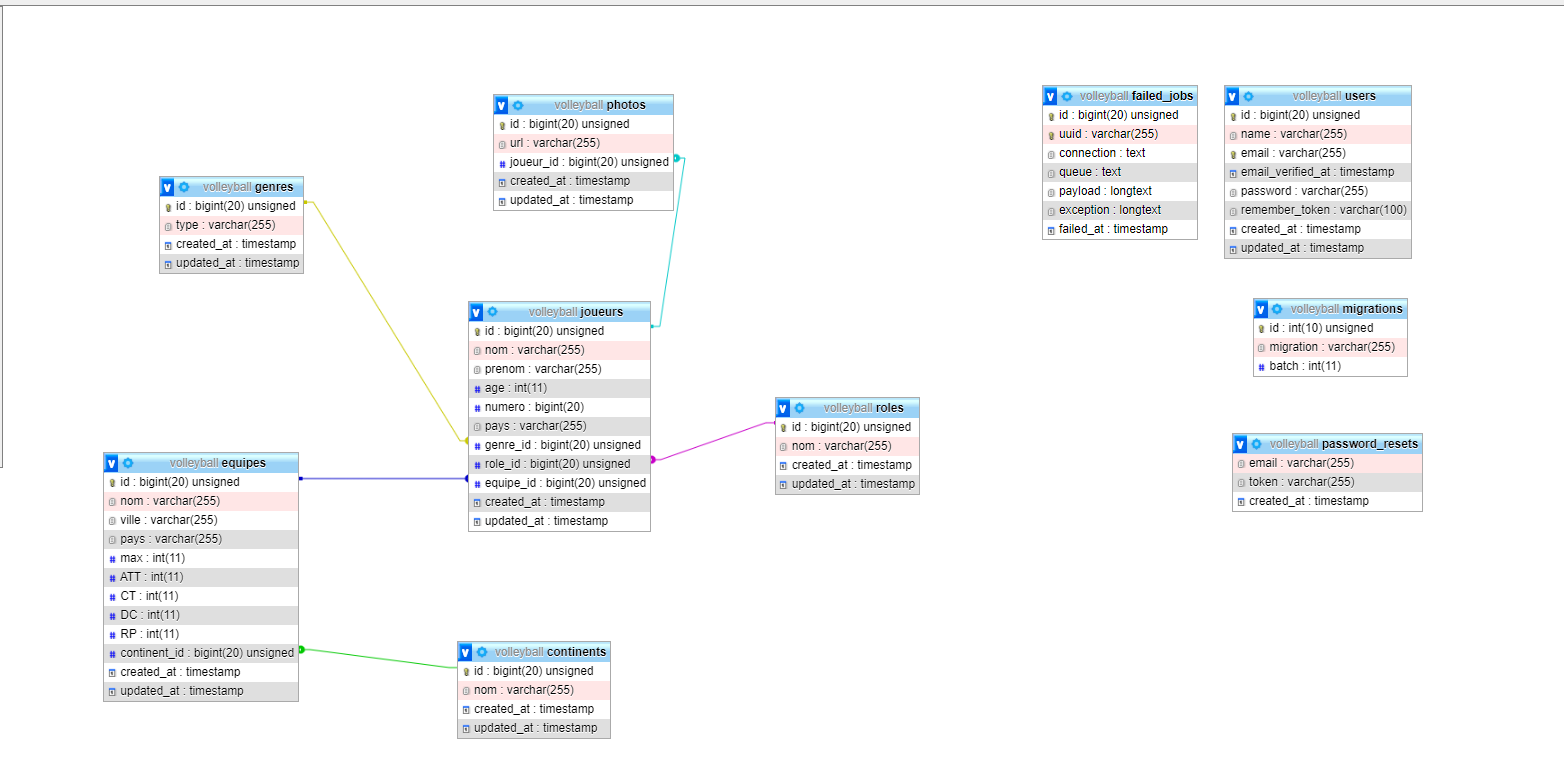 volleyball photos
id : bigint(20) unsigned
url : varchar(255)
joueur_id : bigint(20) unsigned
created_at : timestamp
updated_at : timestamp
volleyball genres
id : bigint(20) unsigned
type : varchar(255)
created_at : timestamp
updated_at : timestamp
volleyball joueurs
id : bigint(20) unsigned
nom : varchar(255)
prenom : varchar(255)
age : int(11)
numero : bigint(20)
pays : varchar(255)
genre_id : bigint(20) unsigned
role_id : bigint(20) unsigned
equipe_id : bigint(20) unsigned
created_at : timestamp
updated_at : timestamp
volleyball equipes
id : bigint(20) unsigned
nom : varchar(255)
ville : varchar(255)
pays : varchar(255)
max : int(11)
ATT : int(11)
CT : int(11)
DC : int(11)
RP : int(11)
continent_id : bigint(20) unsigned
created_at : timestamp
updated_at : timestamp
volleyball continents
id : bigint(20) unsigned
nom : varchar(255)
created_at : timestamp
updated_at : timestamp
volleyball roles
id : bigint(20) unsigned
nom : varchar(255)
created_at : timestamp
updated_at : timestamp
volleyball failed_jobs
id : bigint(20) unsigned
uuid : varchar(255)
connection : text
queue : text
payload : longtext
exception : longtext
failed_at : timestamp
volleyball users
id : bigint(20) unsigned
name : varchar(255)
email : varchar(255)
email_verified_at : timestamp
password : varchar(255)
remember_token : varchar(100)
created_at : timestamp
updated_at : timestamp
volleyball migrations
id : int(10) unsigned
migration : varchar(255)
batch : int(11)
volleyball password_resets
email : varchar(255)
token : varchar(255)
created_at : timestamp